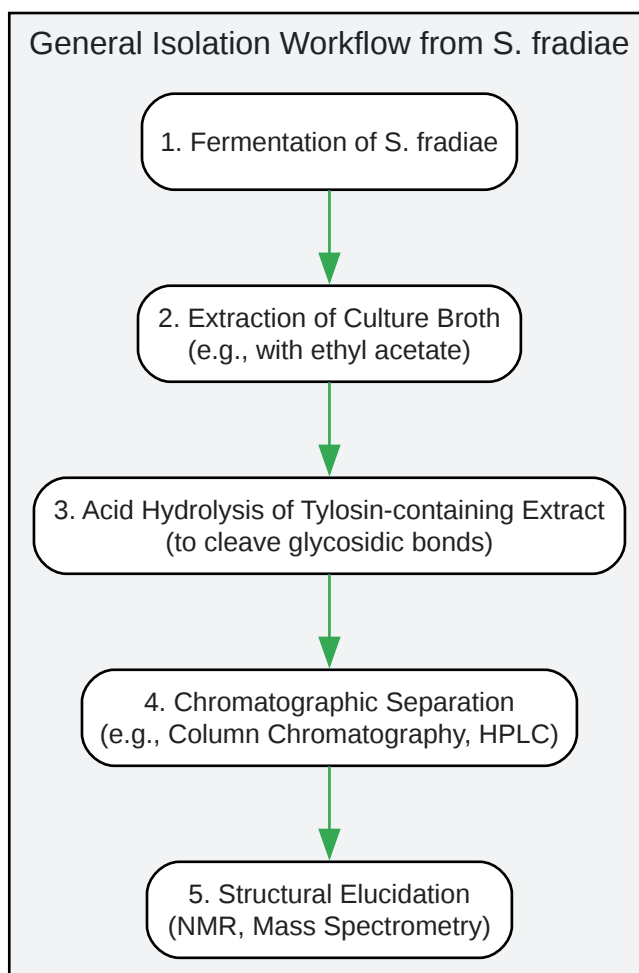 General Isolation Workflow from S. fradiae
1. Fermentation of S. fradiae
2. Extraction of Culture Broth
(e.g., with ethyl acetate)
3. Acid Hydrolysis of Tylosin-containing Extract
(to cleave glycosidic bonds)
4. Chromatographic Separation
(e.g., Column Chromatography, HPLC)
5. Structural Elucidation
(NMR, Mass Spectrometry)